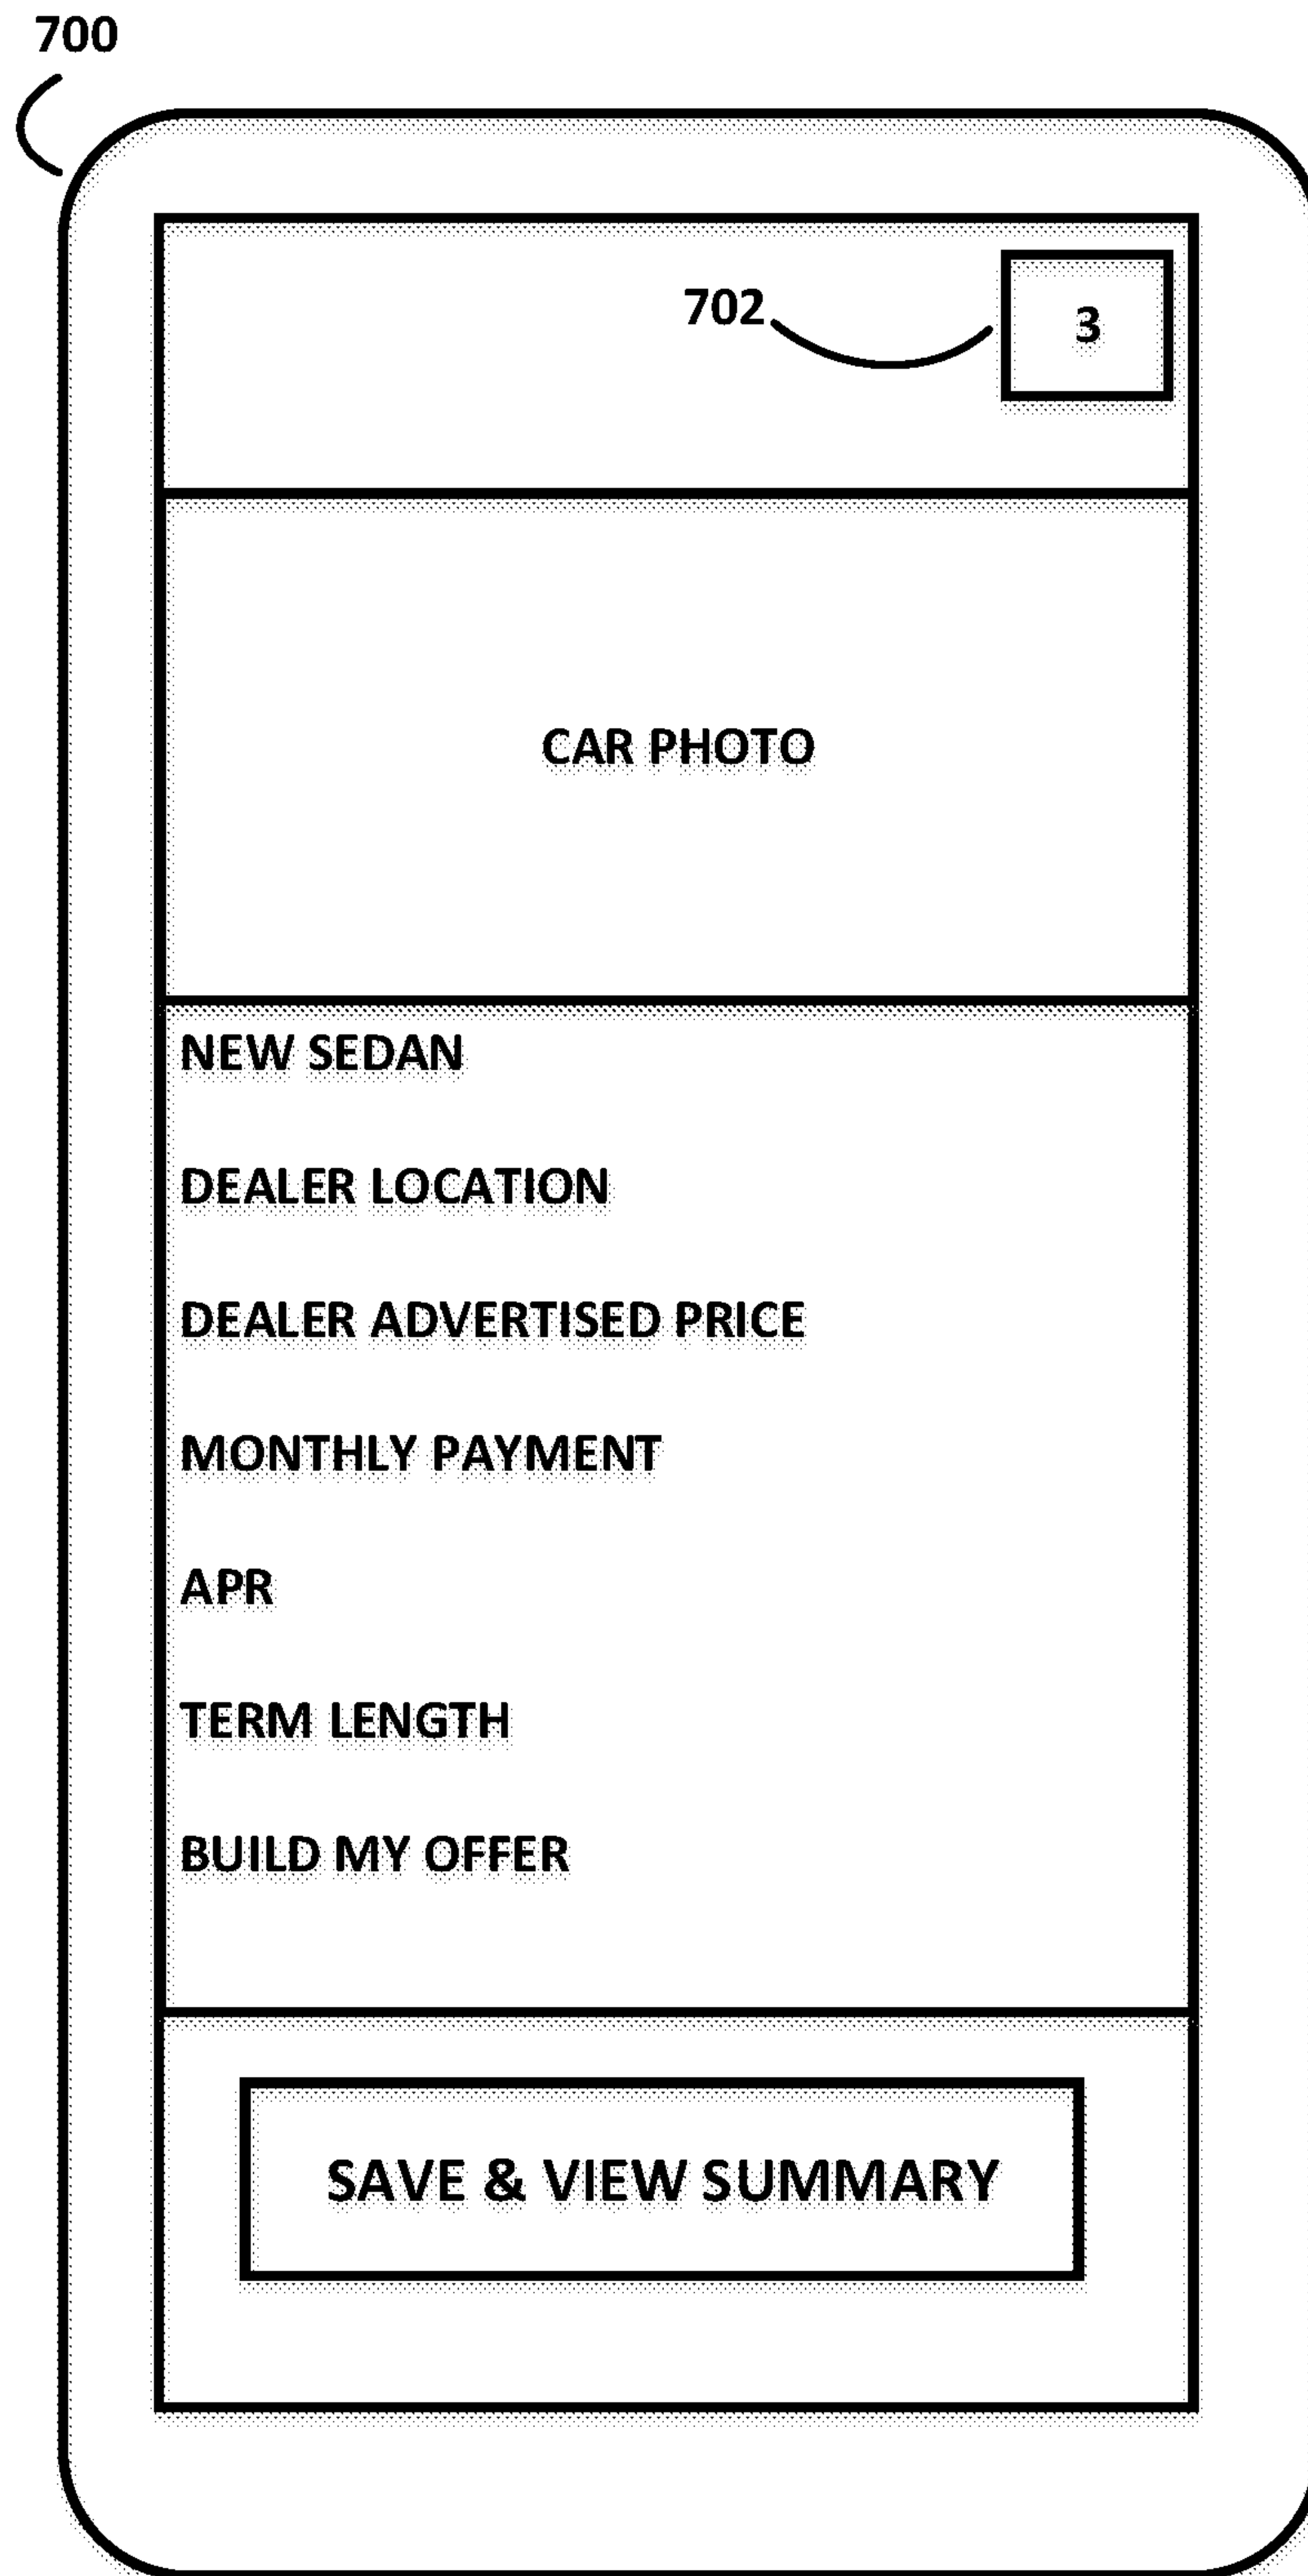 700
702
3
CAR PHOTO
NEW SEDAN
DEALER LOCATION
DEALER ADVERTISED PRICE
MONTHLY PAYMENT
APR
TERM LENGTH
BUILD MY OFFER
SAVE & VIEW SUMMARY